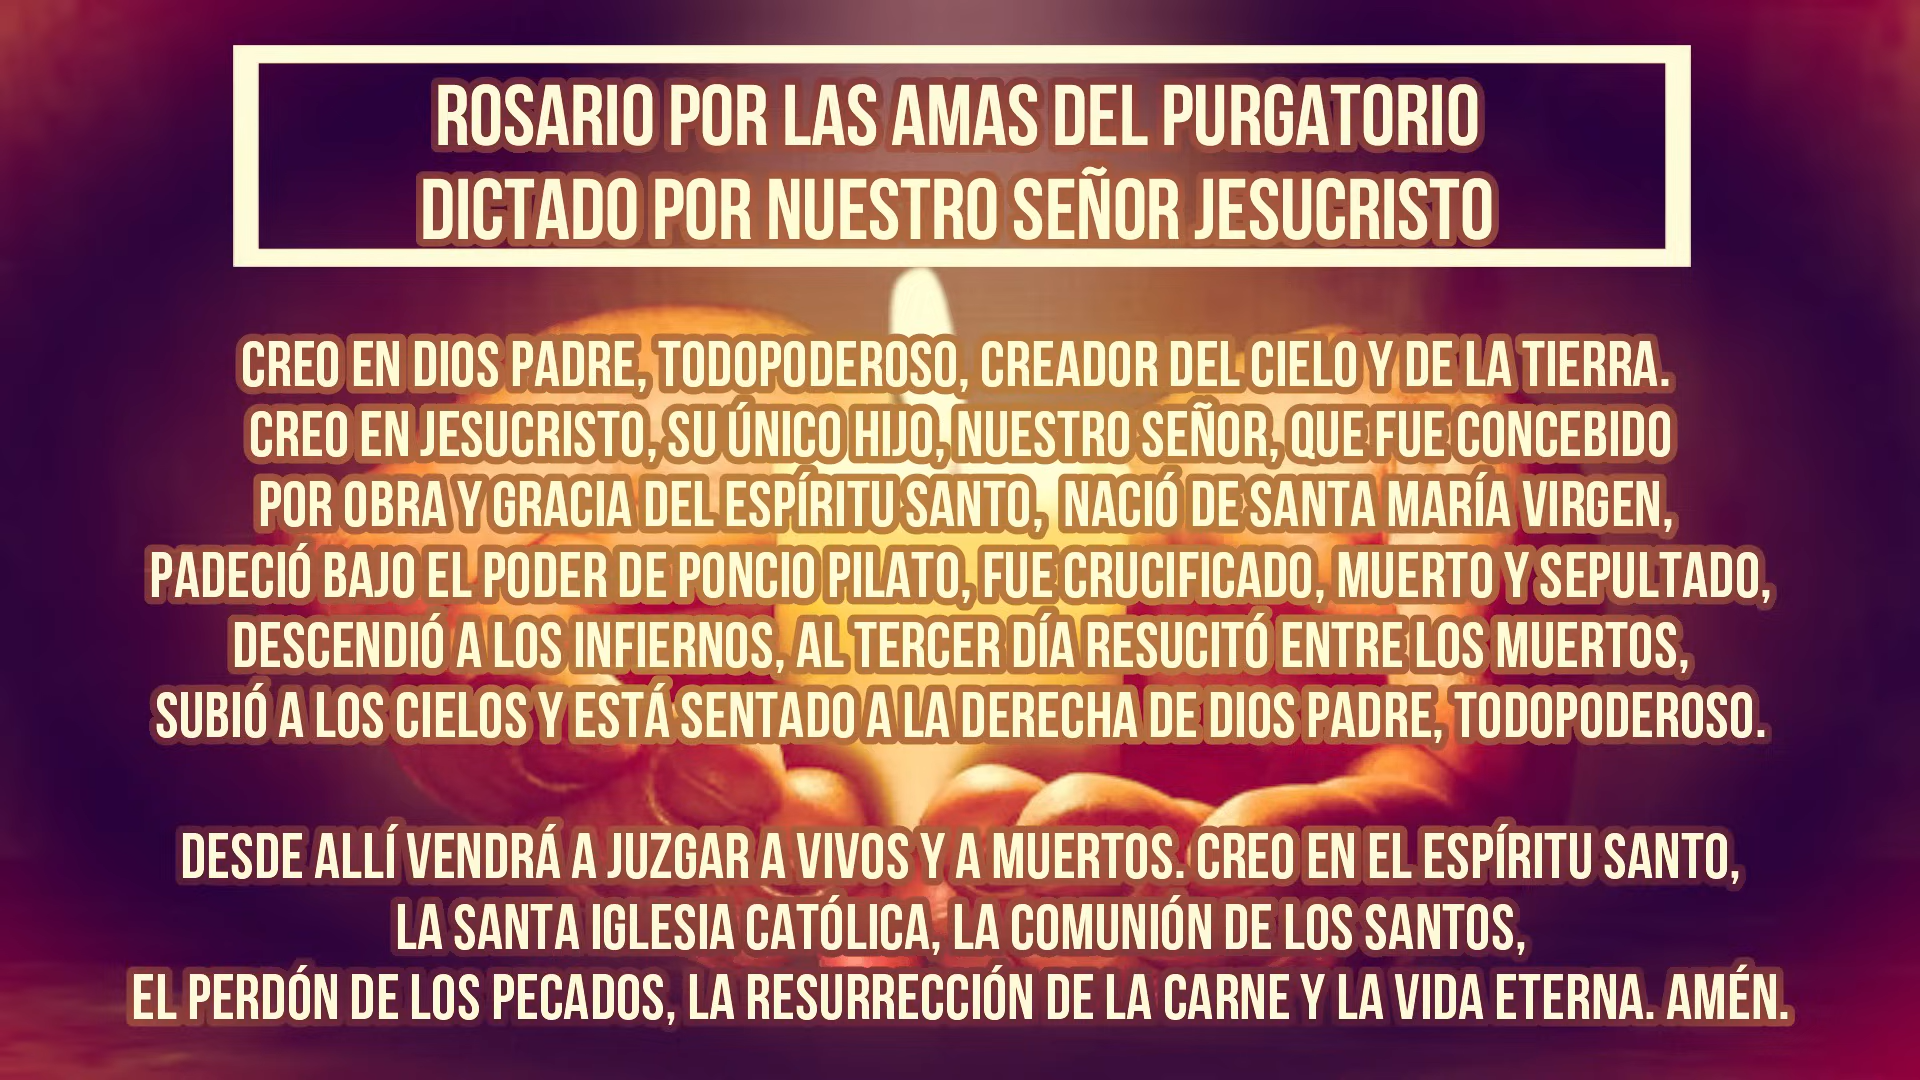 ROSARIO POR LAS AMAS DEL PURGATORIO
DICTADO POR NUESTRO SEÑOR JESUCRISTO
CREO EN DIOS PADRE, TODOPODEROSO, CREADOR DEL CIELO Y DE LA TIERRA.
CREO EN JESUCRISTO, SU ÚNICO HIJO, NUESTRO SEÑOR, QUE FUE CONCEBIDO
POR OBRA Y GRACIA DEL ESPÍRITU SANTO, NACIÓ DE SANTA MARÍA VIRGEN,
PADECIÓ BAJO EL PODER DE PONCIO PILATO, FUE CRUCIFICADO, MUERTO Y SEPULTADO,
DESCENDIÓ A LOS INFIERNOS, AL TERCER DÍA RESUCITÓ ENTRE LOS MUERTOS,
SUBIÓ A LOS CIELOS Y ESTÁ SENTADO A LA DERECHA DE DIOS PADRE, TODOPODEROSO.
DESDE ALLÍ VENDRÁ A JUZGAR A VIVOS Y A MUERTOS. CREO EN EL ESPÍRITU SANTO,
LA SANTA IGLESIA CATÓLICA, LA COMUNIÓN DE LOS SANTOS,
EL PERDÓN DE LOS PECADOS, LA RESURRECCIÓN DE LA CARNE Y LA VIDA ETERNA. AMÉN.